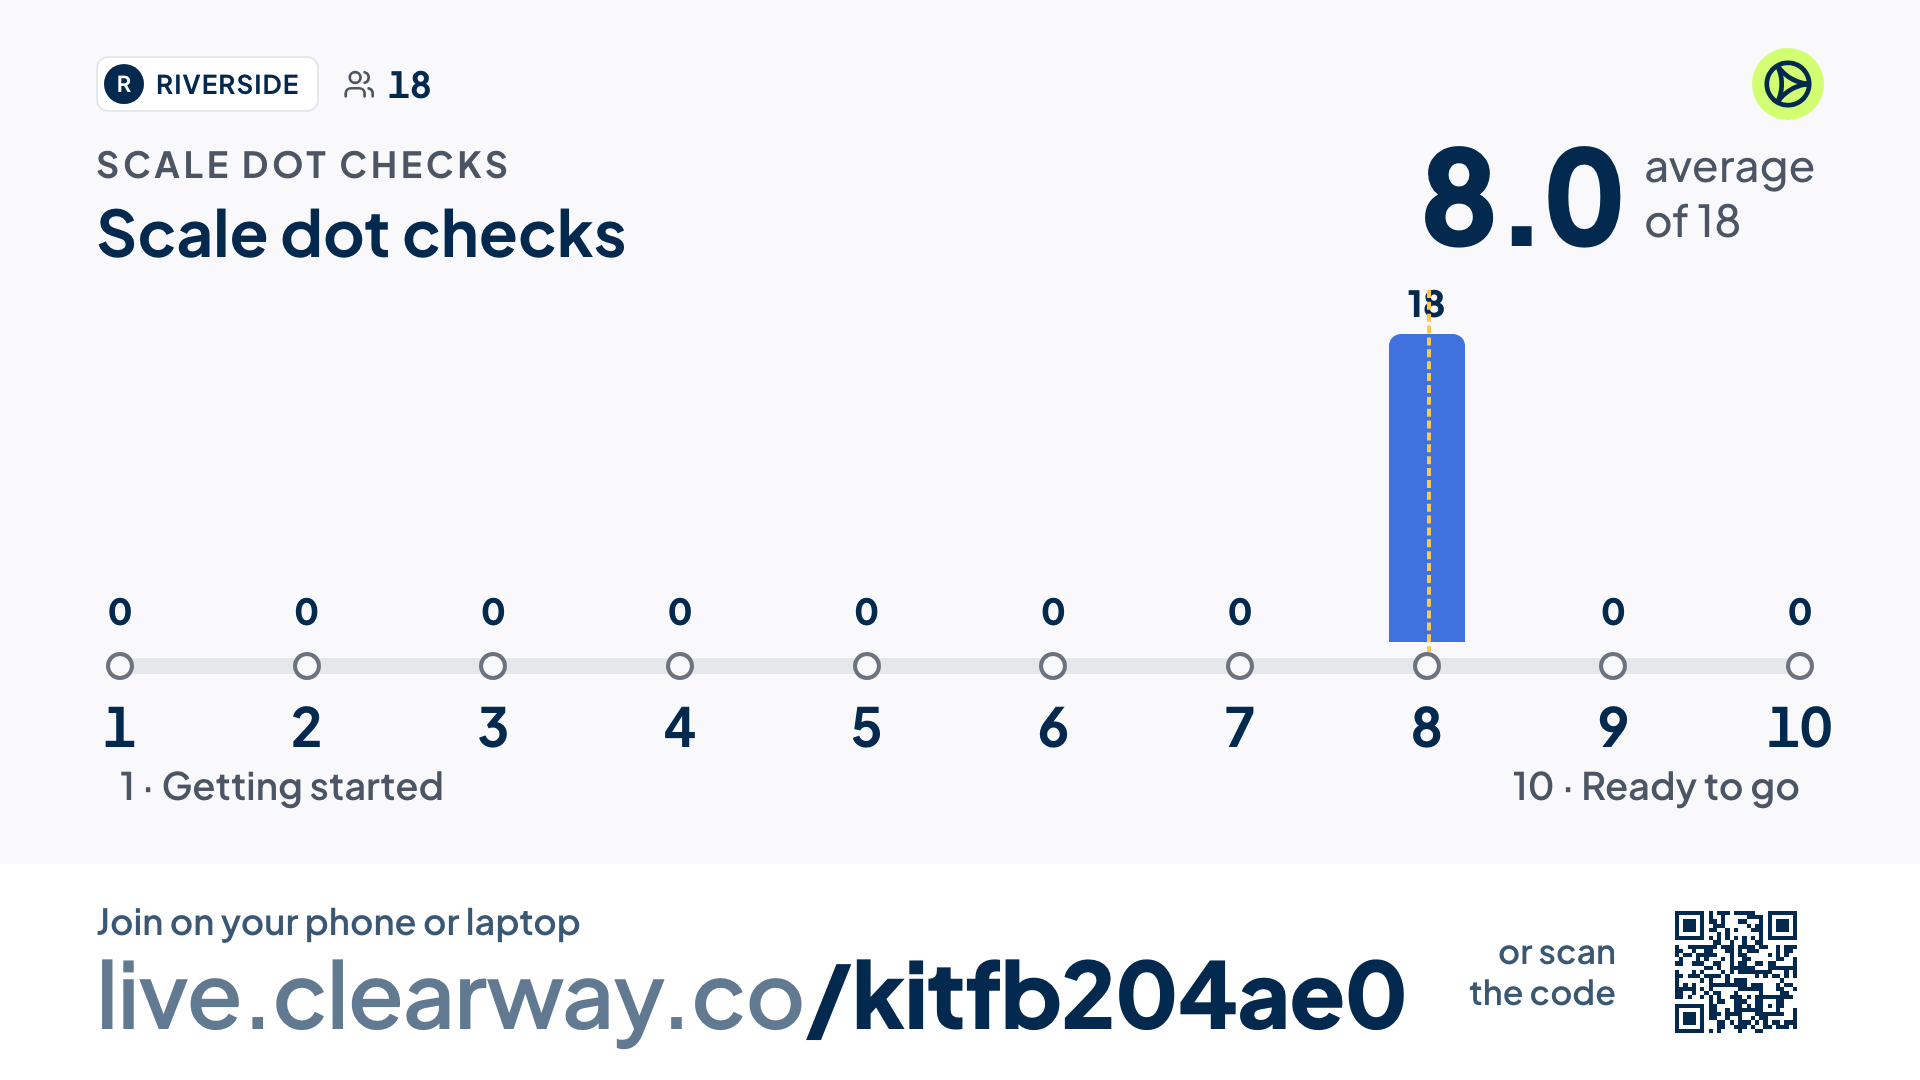 R RIVERSIDE 18
SCALE DOT CHECKS
Scale dot checks
8.0 average
of 18
18
0 0 0 0 0 0 0 0 0
1 2 3 4 5 6 7 8 9 10
1 · Getting started 10 · Ready to go
Join on your phone or laptop
live.clearway.co/kitfb204ae0
or scan
the code